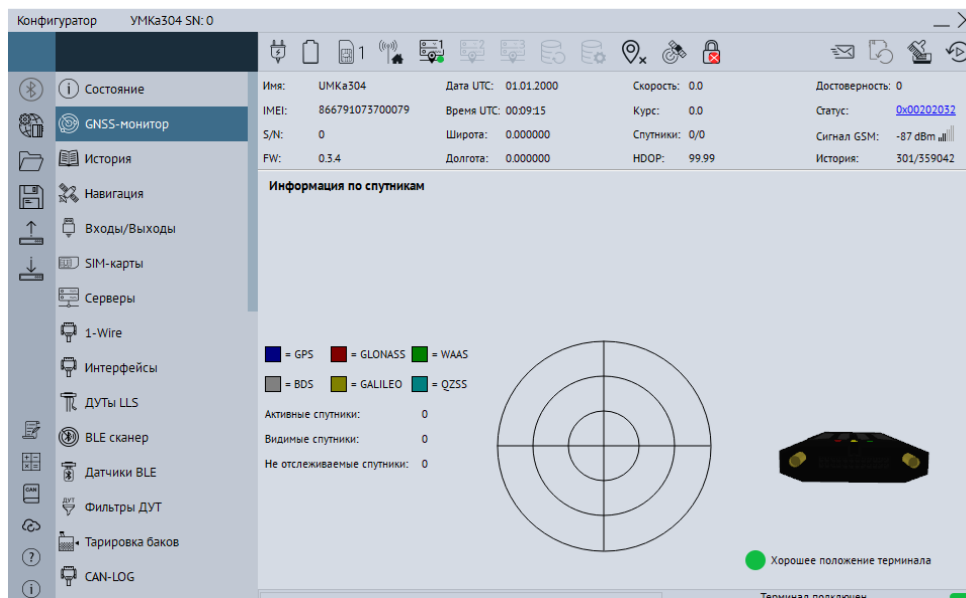 Конфигуратор УМКа304 SN: 0
1
Состояние
GNSS-монитор
История
Навигация
Входы/Выходы
SIM-карты
Серверы
1-Wire
Интерфейсы
ДУТы LLS
BLE сканер
Датчики BLE
Фильтры ДУТ
Тарировка баков
CAN-LOG
Имя: УМКа304 Дата UTC: 01.01.2000 Скорость: 0.0 Достоверность: 0
IMEI: 866791073700079 Время UTC: 00:09:15 Курс: 0.0 Статус: 0x00202032
S/N: 0 Широта: 0.000000 Спутники: 0/0 Сигнал GSM: -87 dBm
FW: 0.3.4 Долгота: 0.000000 HDOP: 99.99 История: 301/359042
Информация по спутникам
= GPS = GLONASS = WAAS
= BDS = GALILEO = QZSS
Активные спутники: 0
Видимые спутники: 0
Не отслеживаемые спутники: 0
Хорошее положение терминала
Терминал подключен
CAN
ДУТ